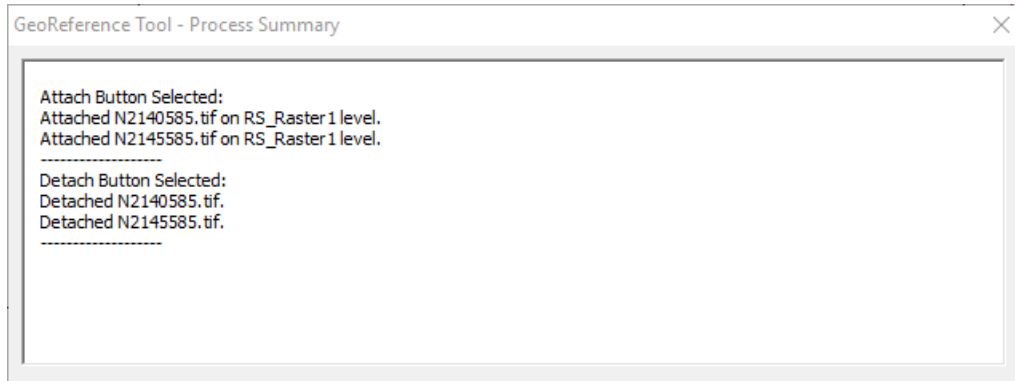 GeoReference Tool - Process Summary
Attach Button Selected:
Attached N2140585.tif on RS_Raster1 level.
Attached N2145585.tif on RS_Raster1 level.
-------------------
Detach Button Selected:
Detached N2140585.tif.
Detached N2145585.tif.
-------------------